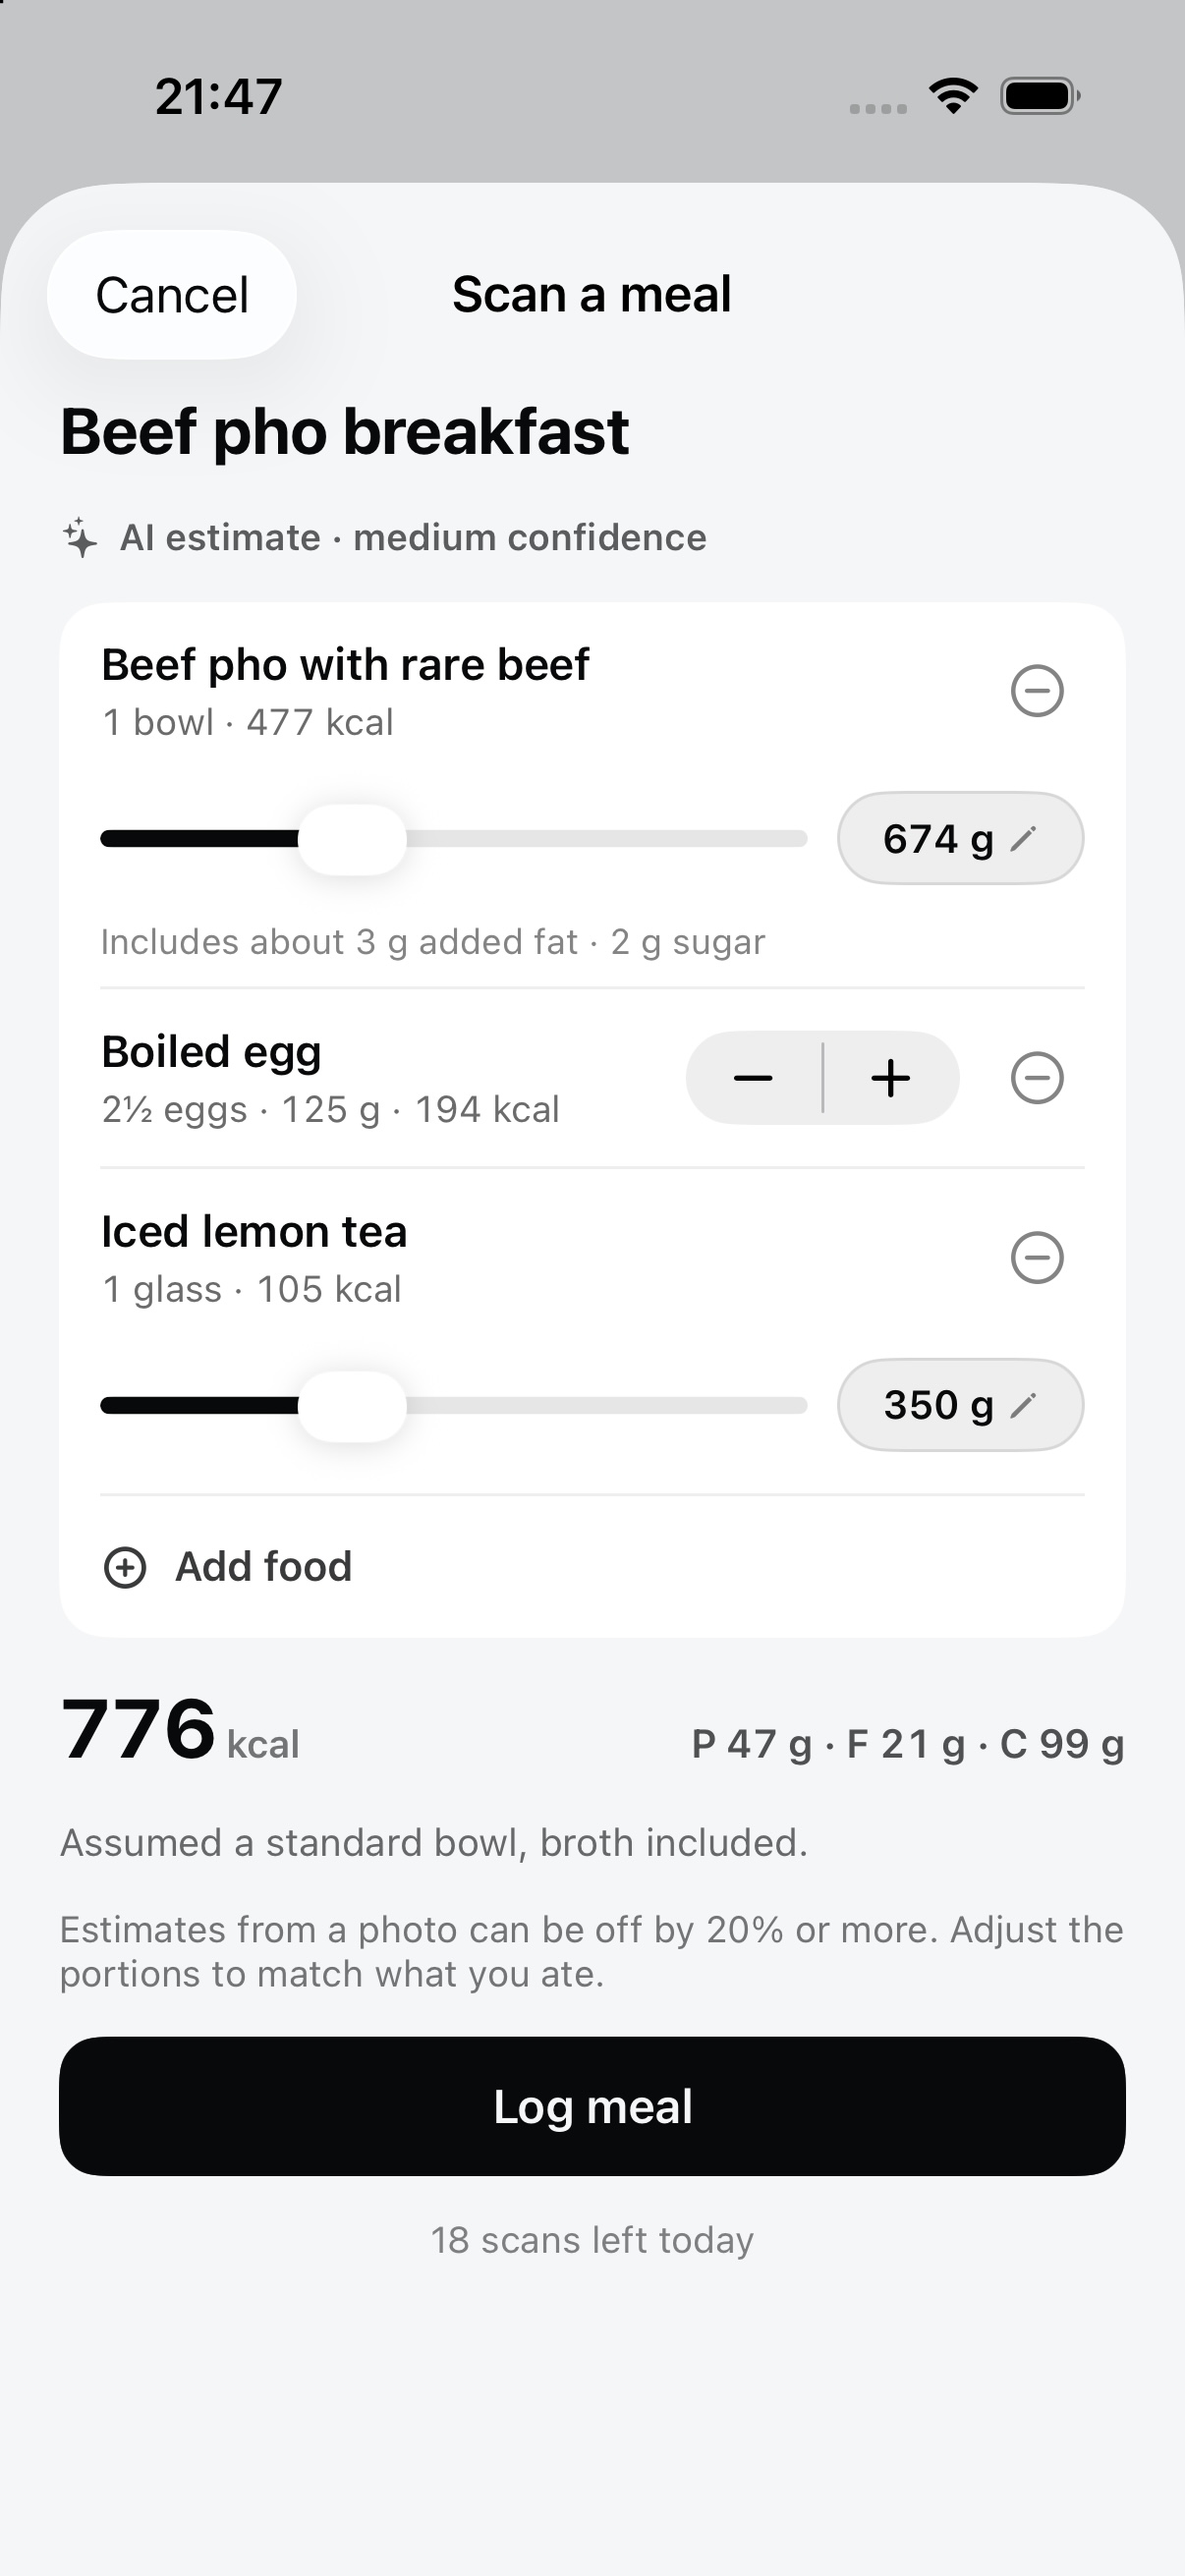 21:47
Cancel
Scan a meal
Beef pho breakfast
AI estimate · medium confidence
Beef pho with rare beef
1 bowl · 477 kcal
674 g
Includes about 3 g added fat · 2 g sugar
Boiled egg
2½ eggs · 125 g · 194 kcal
Iced lemon tea
1 glass · 105 kcal
350 g
Add food
776 kcal
P 47 g · F 21 g · C 99 g
Assumed a standard bowl, broth included.
Estimates from a photo can be off by 20% or more. Adjust the
portions to match what you ate.
Log meal
18 scans left today